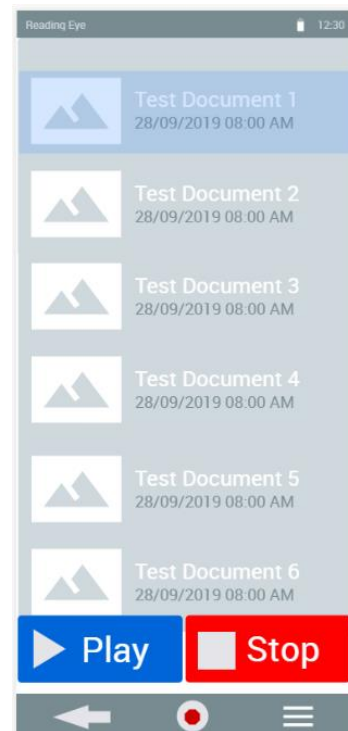 Reading Eye 12:30
Test Document 1
28/09/2019 08:00 AM
Test Document 2
28/09/2019 08:00 AM
Test Document 3
28/09/2019 08:00 AM
Test Document 4
28/09/2019 08:00 AM
Test Document 5
28/09/2019 08:00 AM
Test Document 6
28/09/2019 08:00 AM
Play Stop